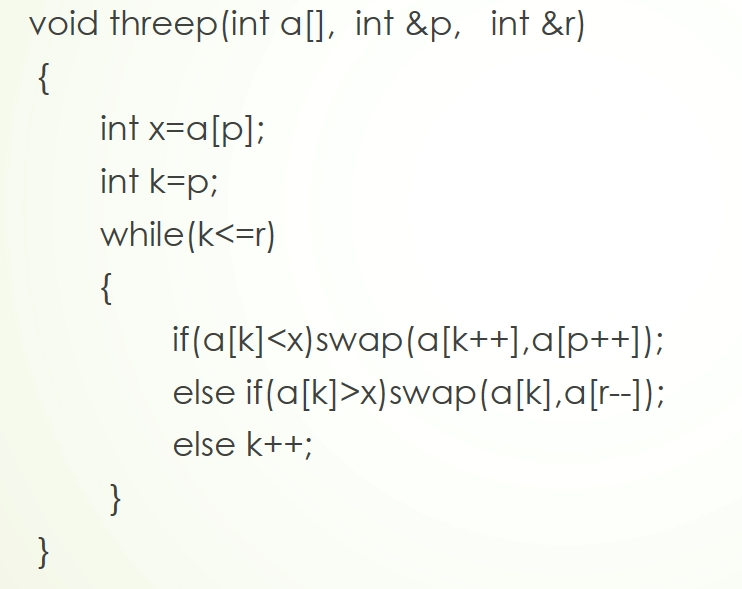 void threep(int a[], int &p, int &r)
{
int x=a[p];
int k=p;
while(k<=r)
{
if(a[k]<x)swap(a[k++],a[p++]);
else if(a[k]>x)swap(a[k],a[r--]);
else k++;
}
}